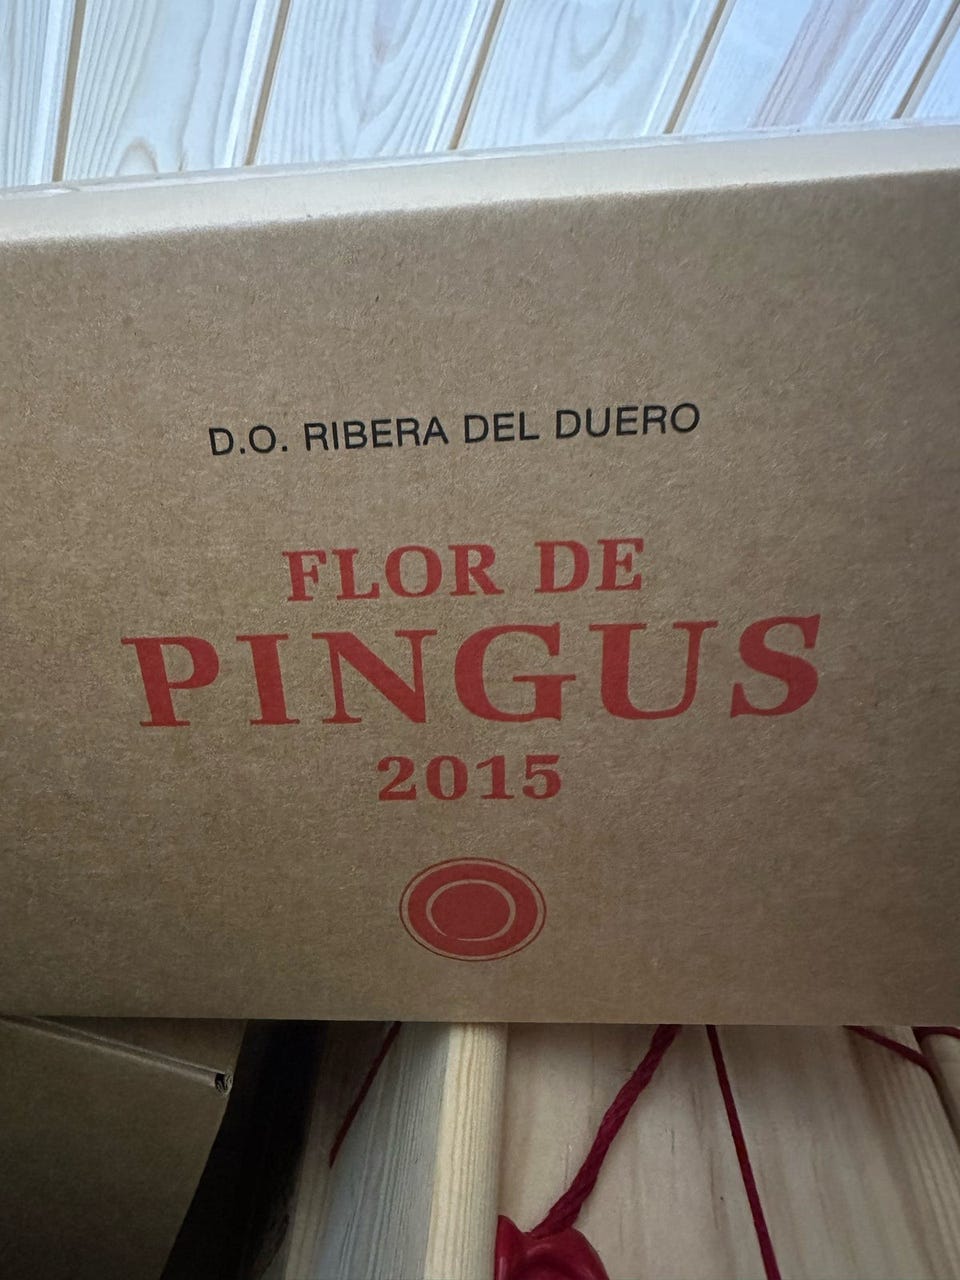 D.O. RIBERA DEL DUERO
FLOR DE
PINGUS
2015